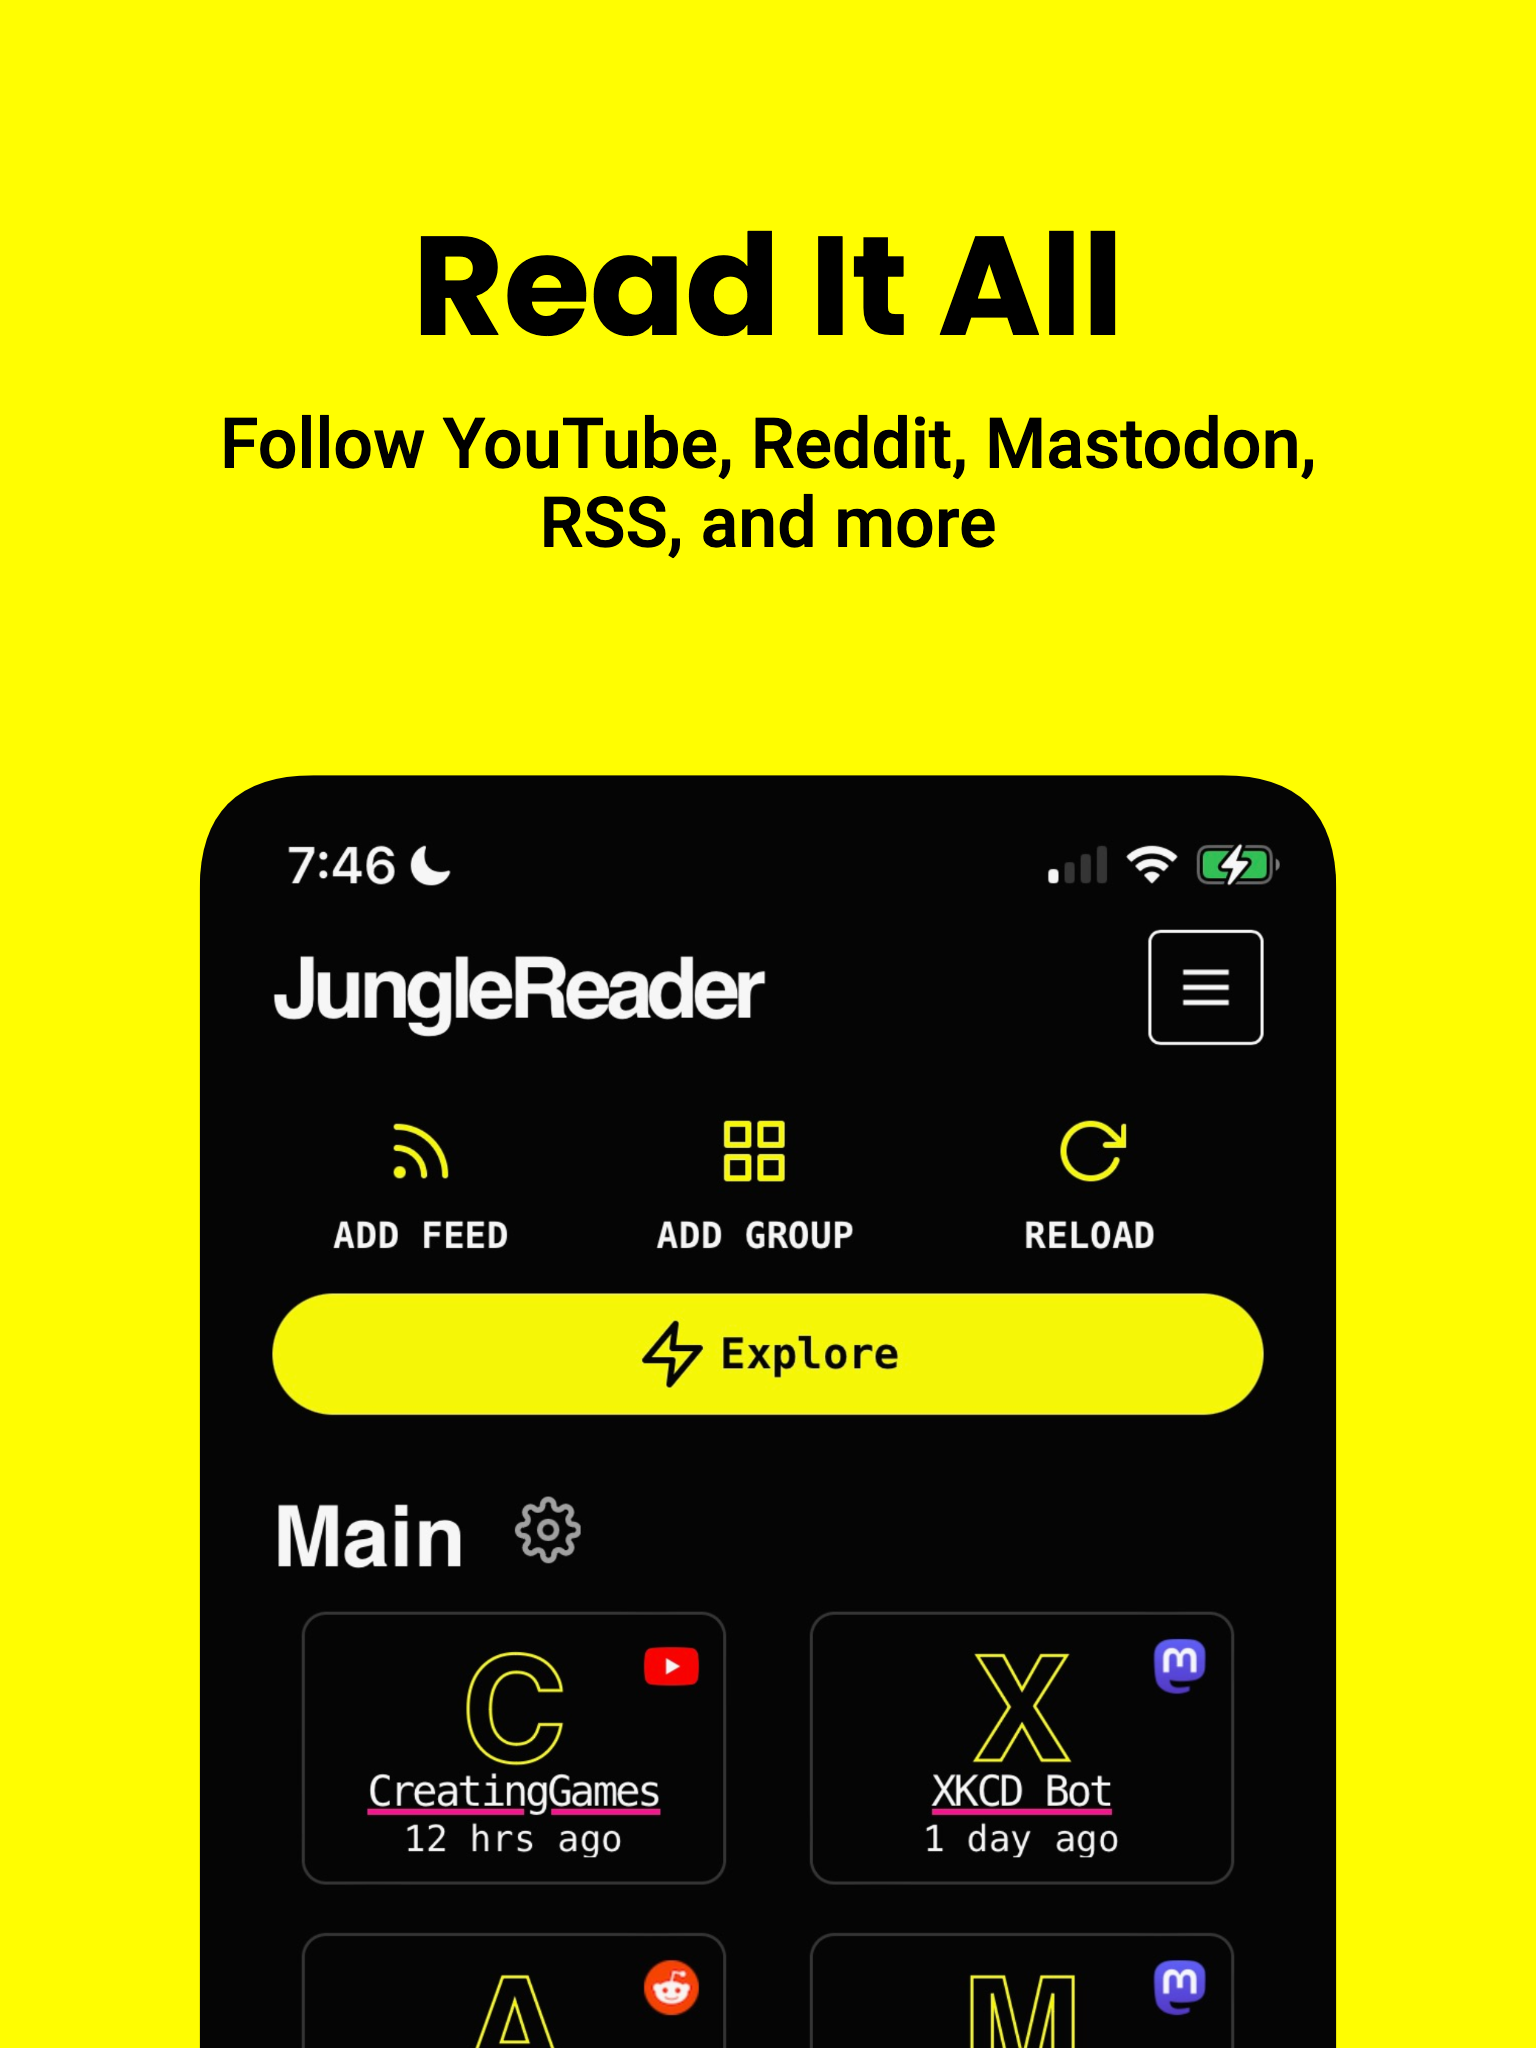 Read It All
Follow YouTube, Reddit, Mastodon,
RSS, and more
7:46
JungleReader
ADD FEED
ADD GROUP
RELOAD
Explore
Main
C
CreatingGames
12 hrs ago
X
XKCD Bot
1 day ago
A
M